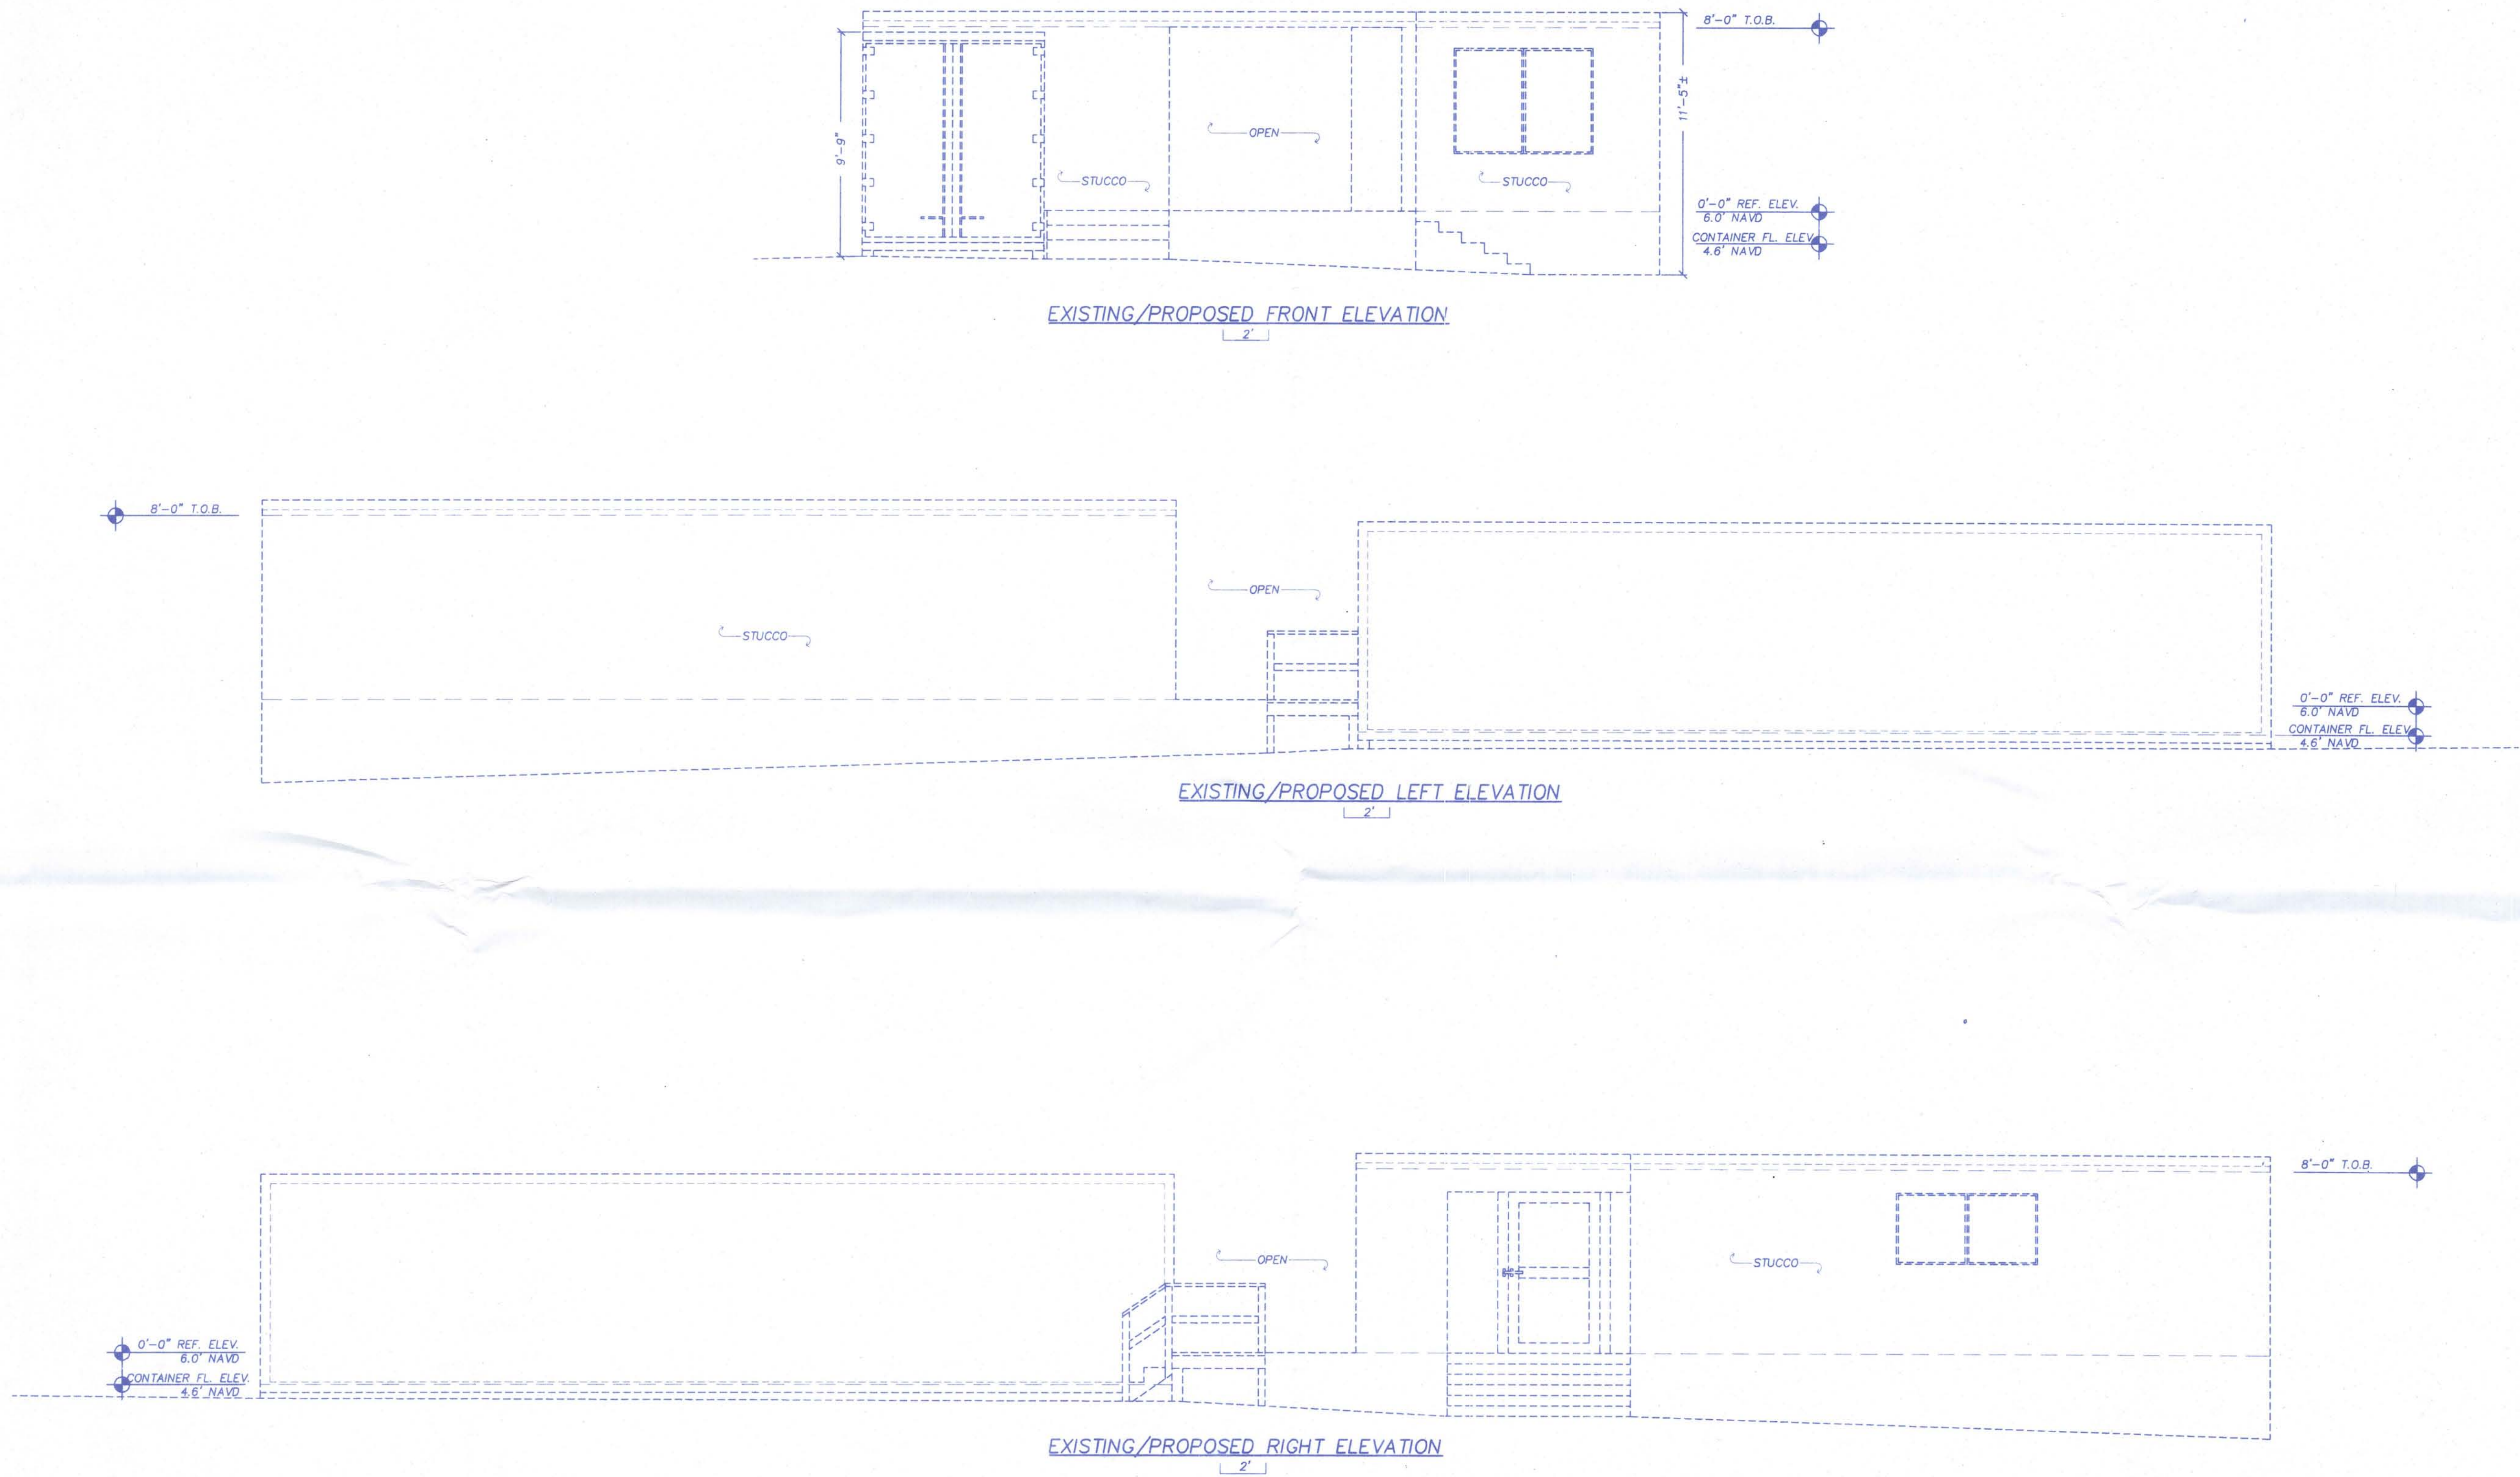 8'-0" T.O.B.
9'-9"
11'-5"±
OPEN
STUCCO
STUCCO
0'-0" REF. ELEV.
6.0' NAVD
CONTAINER FL. ELEV.
4.6' NAVD
EXISTING/PROPOSED FRONT ELEVATION
2'
8'-0" T.O.B.
OPEN
STUCCO
0'-0" REF. ELEV.
6.0' NAVD
CONTAINER FL. ELEV.
4.6' NAVD
EXISTING/PROPOSED LEFT ELEVATION
2'
8'-0" T.O.B.
OPEN
STUCCO
0'-0" REF. ELEV.
6.0' NAVD
CONTAINER FL. ELEV.
4.6' NAVD
EXISTING/PROPOSED RIGHT ELEVATION
2'